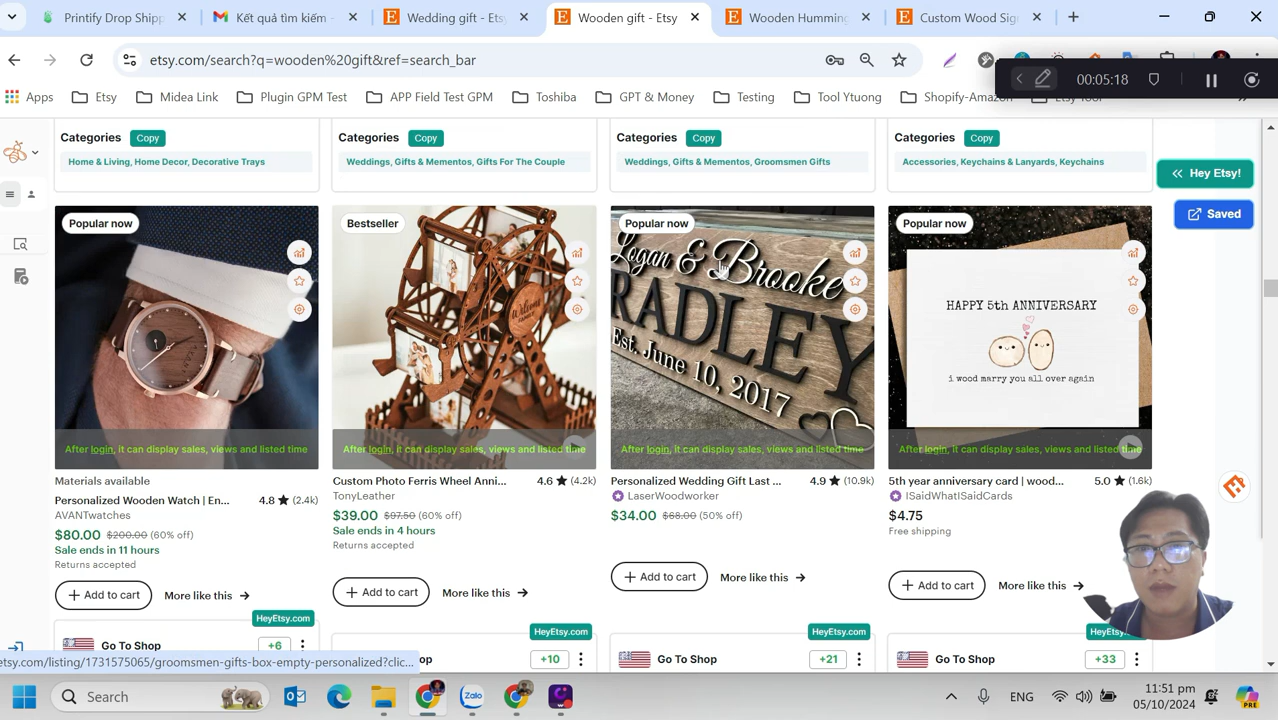 Printify Drop Shipp
Kết quả tìm kiếm -
Wedding gift - Ets
Wooden gift - Etsy
Wooden Humming
Custom Wood Sig
etsy.com/search?q=wooden%20gift&ref=search_bar
00:05:18
Apps
Etsy
Midea Link
Plugin GPM Test
APP Field Test GPM
Toshiba
GPT & Money
Testing
Tool Ytuong
Shopify-Amazon
Categories Copy
Categories Copy
Categories Copy
Categories Copy
Home & Living, Home Decor, Decorative Trays
Weddings, Gifts & Mementos, Gifts For The Couple
Weddings, Gifts & Mementos, Groomsmen Gifts
Accessories, Keychains & Lanyards, Keychains
Hey Etsy!
Saved
Popular now
Bestseller
Popular now
Popular now
Logan & Brooke
RADLEY
Est. June 10, 2017
HAPPY 5th ANNIVERSARY
i wood marry you all over again
After login, it can display sales, views and listed time
After login, it can display sales, views and listed time
After login, it can display sales, views and listed time
After login, it can display sales, views and listed time
Materials available
Personalized Wooden Watch | En... 4.8 (2.4k)
AVANTwatches
$80.00 $200.00 (60% off)
Sale ends in 11 hours
Returns accepted
Add to cart More like this
Custom Photo Ferris Wheel Anni... 4.6 (4.2k)
TonyLeather
$39.00 $97.50 (60% off)
Sale ends in 4 hours
Returns accepted
Add to cart More like this
Personalized Wedding Gift Last ... 4.9 (10.9k)
LaserWoodworker
$34.00 $68.00 (50% off)
Add to cart More like this
5th year anniversary card | wood... 5.0 (1.6k)
ISaidWhatISaidCards
$4.75
Free shipping
Add to cart More like this
HeyEtsy.com
HeyEtsy.com
HeyEtsy.com
HeyEtsy.com
Go To Shop +6
+10
Go To Shop +21
Go To Shop +33
etsy.com/listing/1731575065/groomsmen-gifts-box-empty-personalized?clic...
Search
Zalo
ENG
11:51 pm
05/10/2024
PRE